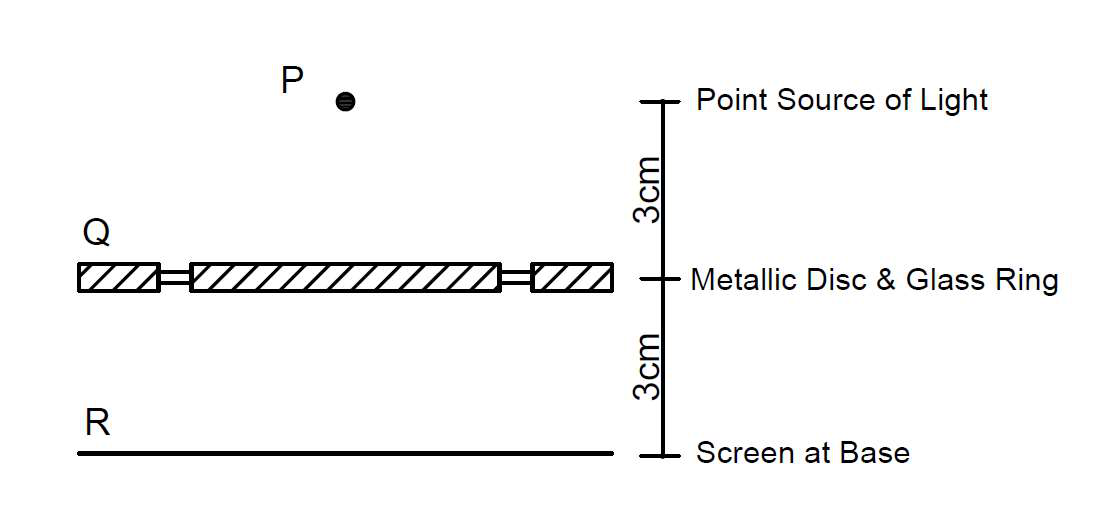 P
Point Source of Light
3cm
Q
Metallic Disc & Glass Ring
3cm
R
Screen at Base